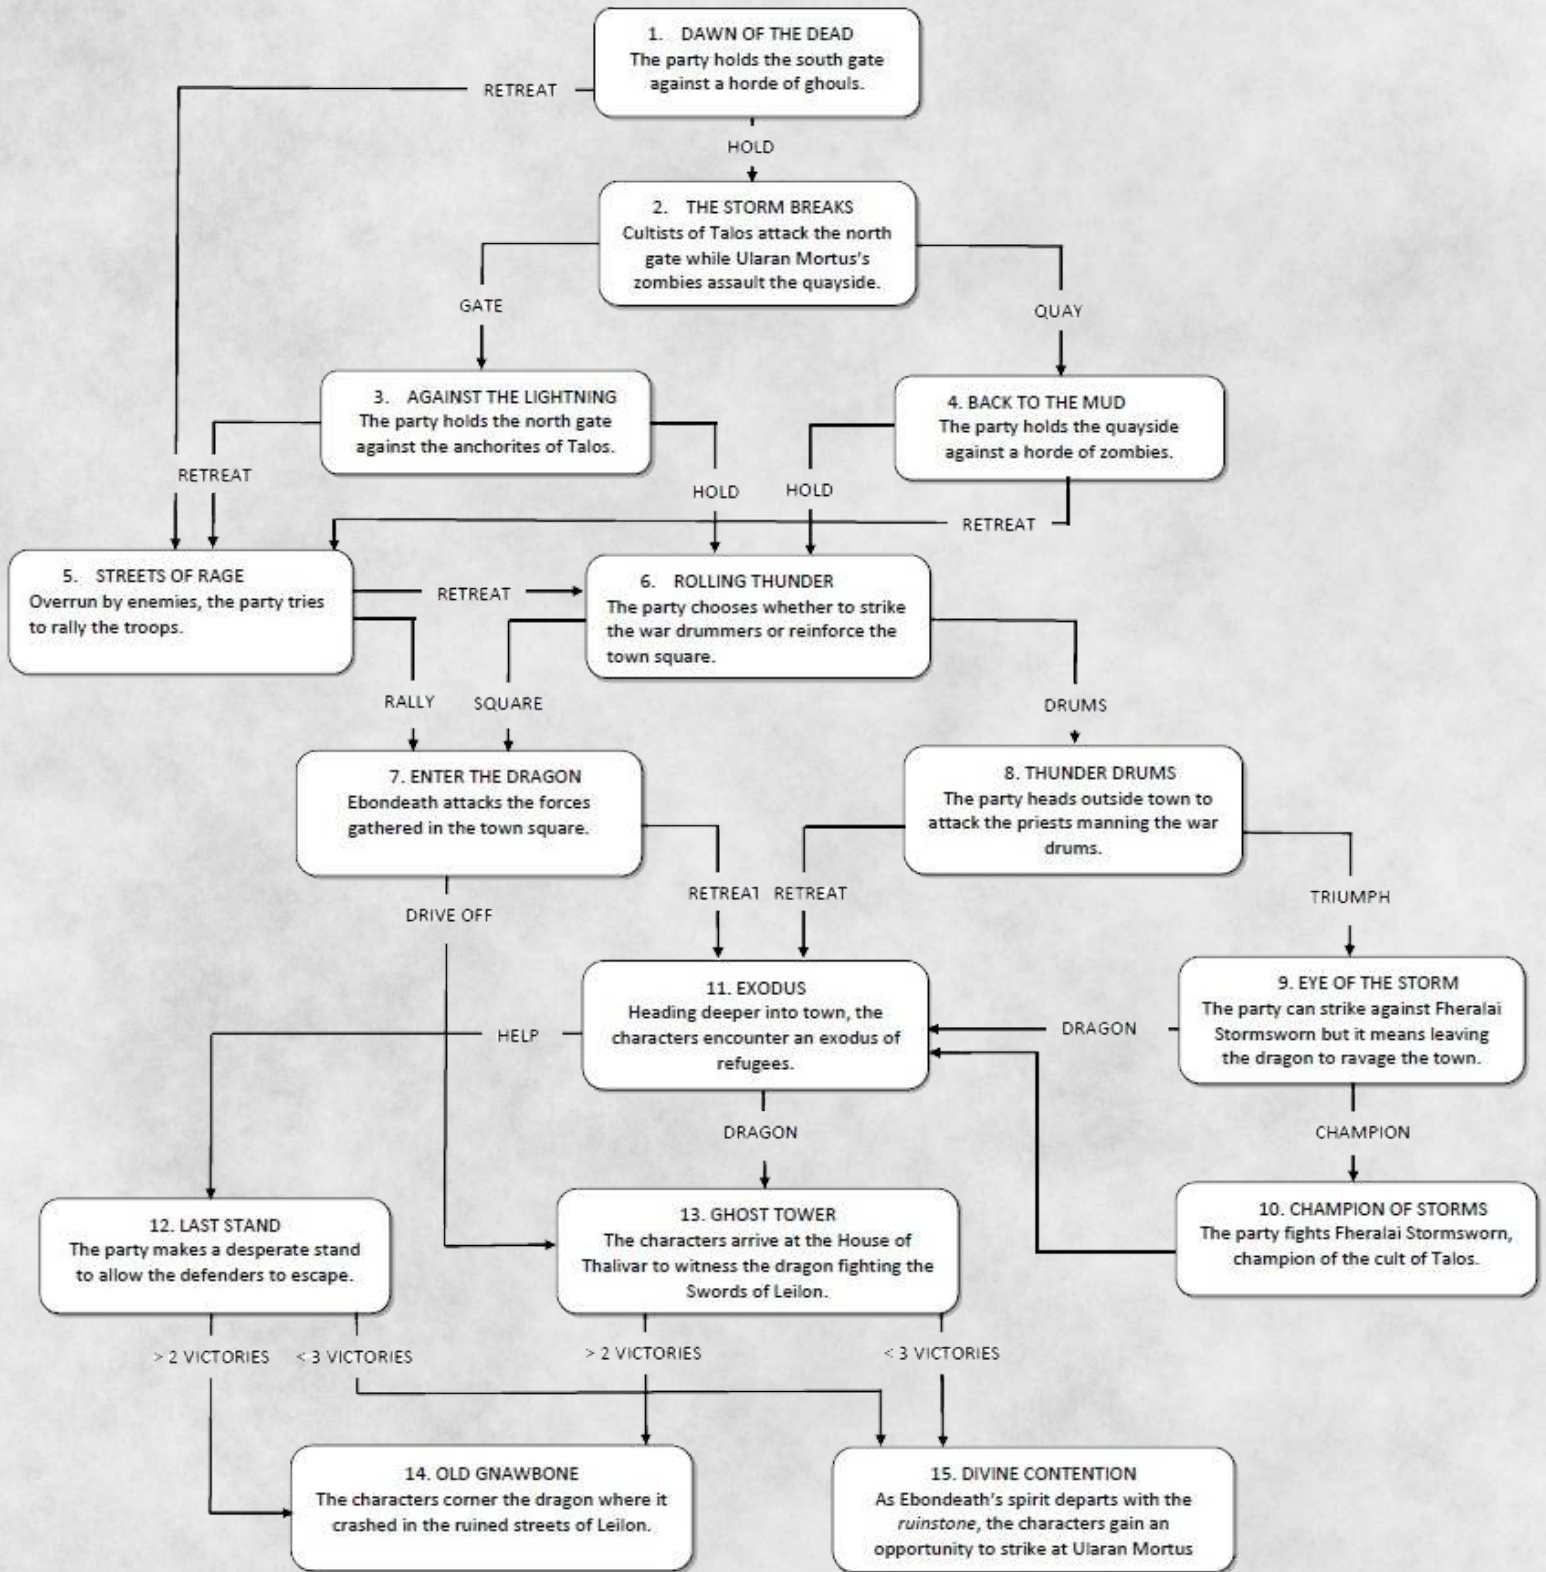 1. DAWN OF THE DEAD
The party holds the south gate
against a horde of ghouls.
RETREAT
HOLD
2. THE STORM BREAKS
Cultists of Talos attack the north
gate while Ularan Mortus's
zombies assault the quayside.
GATE
QUAY
3. AGAINST THE LIGHTNING
The party holds the north gate
against the anchorites of Talos.
4. BACK TO THE MUD
The party holds the quayside
against a horde of zombies.
RETREAT
HOLD
HOLD
RETREAT
5. STREETS OF RAGE
Overrun by enemies, the party tries
to rally the troops.
RETREAT
6. ROLLING THUNDER
The party chooses whether to strike
the war drummers or reinforce the
town square.
RALLY
SQUARE
DRUMS
7. ENTER THE DRAGON
Ebondeath attacks the forces
gathered in the town square.
8. THUNDER DRUMS
The party heads outside town to
attack the priests manning the war
drums.
RETREAT
RETREAT
TRIUMPH
DRIVE OFF
11. EXODUS
Heading deeper into town, the
characters encounter an exodus of
refugees.
9. EYE OF THE STORM
The party can strike against Fheralai
Stormsworn but it means leaving
the dragon to ravage the town.
HELP
DRAGON
DRAGON
CHAMPION
12. LAST STAND
The party makes a desperate stand
to allow the defenders to escape.
13. GHOST TOWER
The characters arrive at the House of
Thalivar to witness the dragon fighting the
Swords of Leilon.
10. CHAMPION OF STORMS
The party fights Fheralai Stormsworn,
champion of the cult of Talos.
> 2 VICTORIES
< 3 VICTORIES
> 2 VICTORIES
< 3 VICTORIES
14. OLD GNAWBONE
The characters corner the dragon where it
crashed in the ruined streets of Leilon.
15. DIVINE CONTENTION
As Ebondeath's spirit departs with the
ruinstone, the characters gain an
opportunity to strike at Ularan Mortus